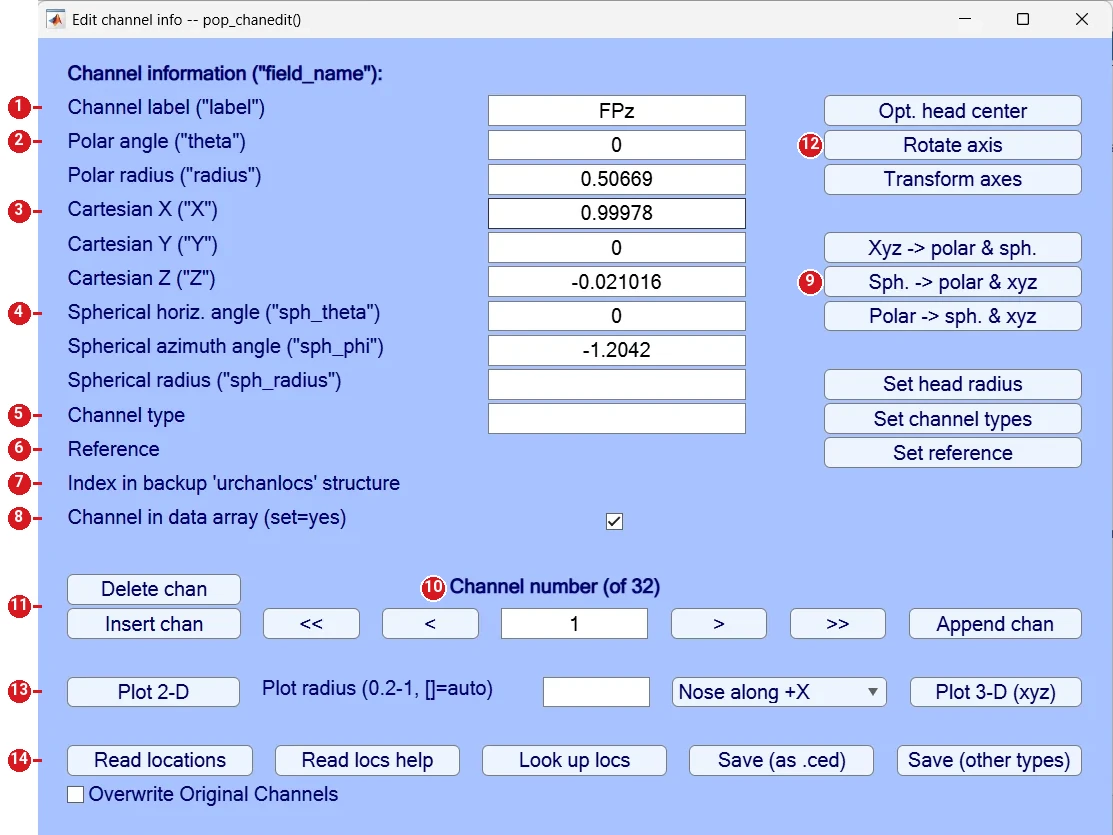 Edit channel info -- pop_chanedit()
Channel information ("field_name"):
1 Channel label ("label") FPz Opt. head center
2 Polar angle ("theta") 0 12 Rotate axis
Polar radius ("radius") 0.50669 Transform axes
3 Cartesian X ("X") 0.99978
Cartesian Y ("Y") 0 Xyz -> polar & sph.
Cartesian Z ("Z") -0.021016 9 Sph. -> polar & xyz
4 Spherical horiz. angle ("sph_theta") 0 Polar -> sph. & xyz
Spherical azimuth angle ("sph_phi") -1.2042
Spherical radius ("sph_radius") Set head radius
5 Channel type Set channel types
6 Reference Set reference
7 Index in backup 'urchanlocs' structure
8 Channel in data array (set=yes)
Delete chan 10 Channel number (of 32)
11 Insert chan << < 1 > >> Append chan
13 Plot 2-D Plot radius (0.2-1, []=auto) Nose along +X Plot 3-D (xyz)
14 Read locations Read locs help Look up locs Save (as .ced) Save (other types)
Overwrite Original Channels